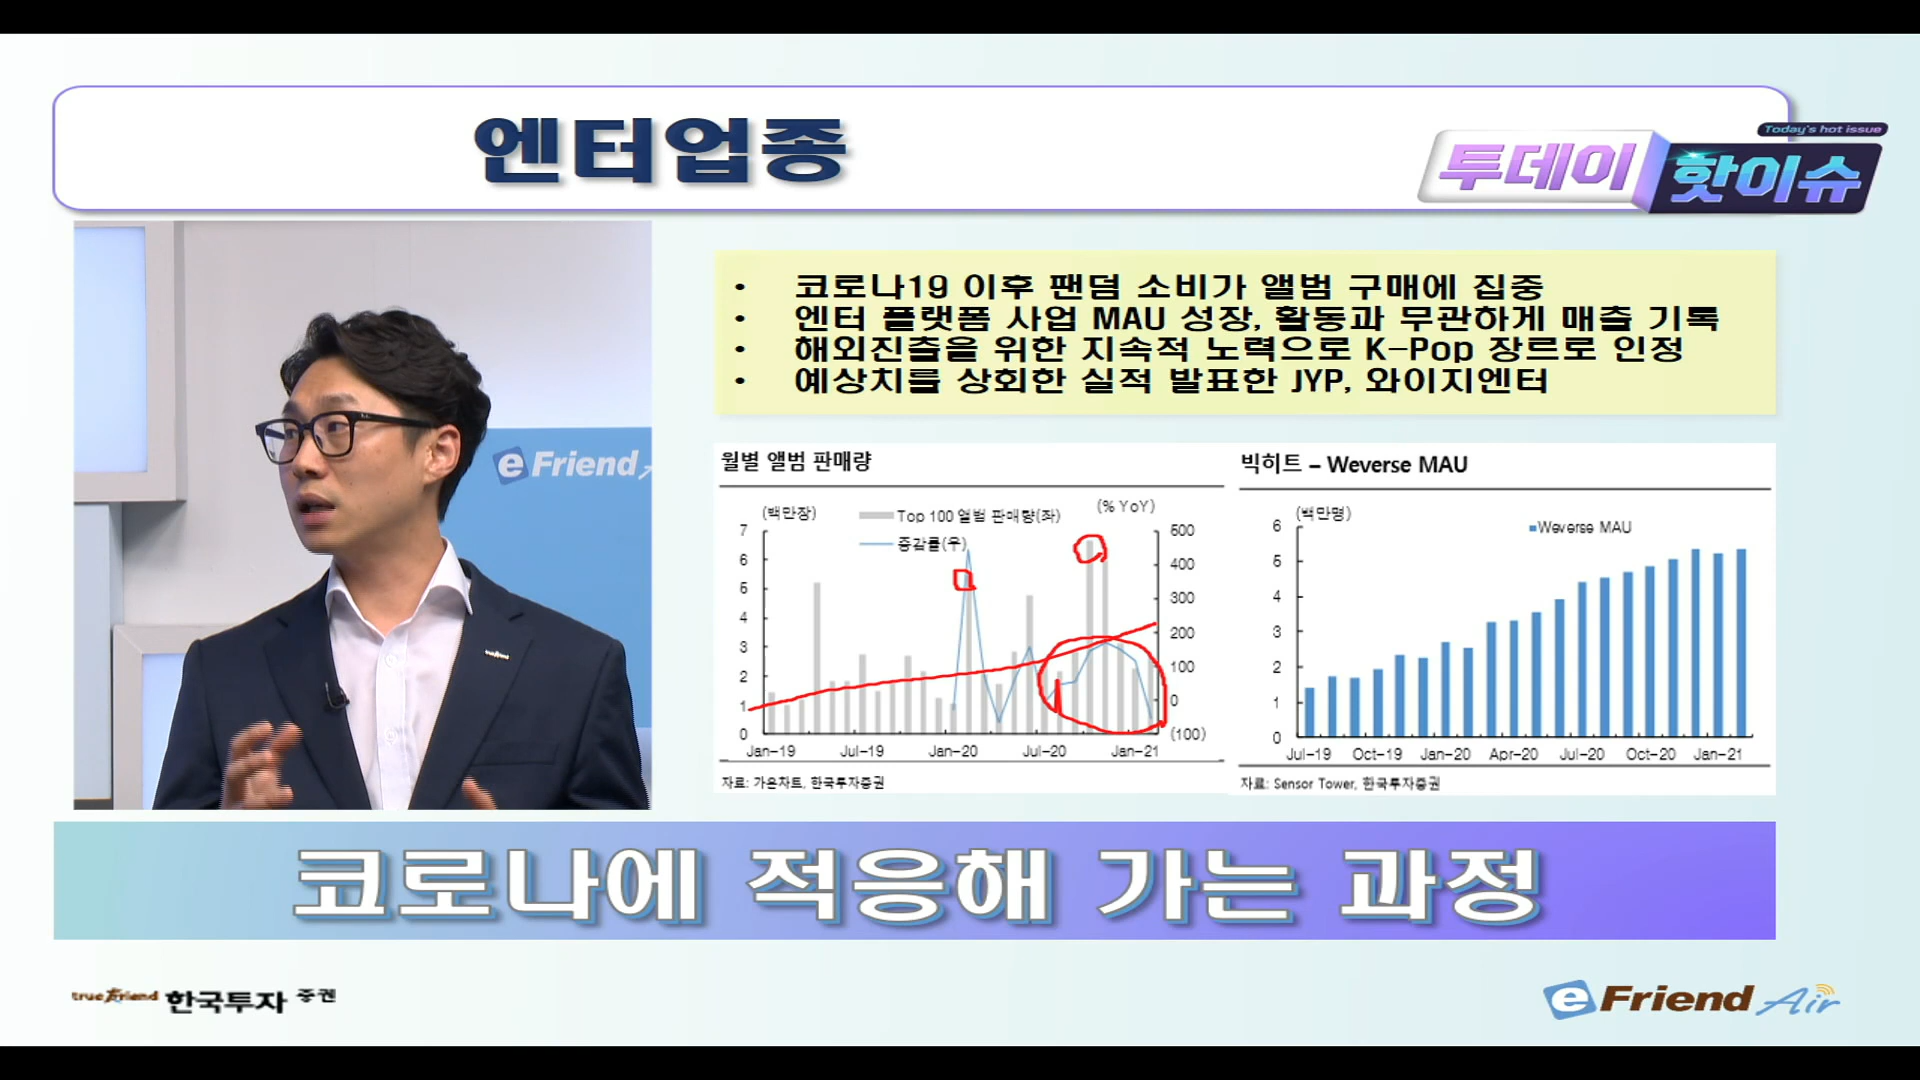 엔터업종
Today's hot issue
투데이 핫이슈
• 코로나19 이후 팬덤 소비가 앨범 구매에 집중
• 엔터 플랫폼 사업 MAU 성장, 활동과 무관하게 매출 기록
• 해외진출을 위한 지속적 노력으로 K-Pop 장르로 인정
• 예상치를 상회한 실적 발표한 JYP, 와이지엔터
e Friend
월별 앨범 판매량
(백만장)
Top 100 앨범 판매량(좌)
(% YoY)
증감률(우)
7
6
5
4
3
2
1
0
500
400
300
200
100
0
(100)
Jan-19 Jul-19 Jan-20 Jul-20 Jan-21
자료: 가온차트, 한국투자증권
빅히트 – Weverse MAU
(백만명)
Weverse MAU
6
5
4
3
2
1
0
Jul-19 Oct-19 Jan-20 Apr-20 Jul-20 Oct-20 Jan-21
자료: Sensor Tower, 한국투자증권
코로나에 적응해 가는 과정
true Friend 한국투자 증권
e Friend Air